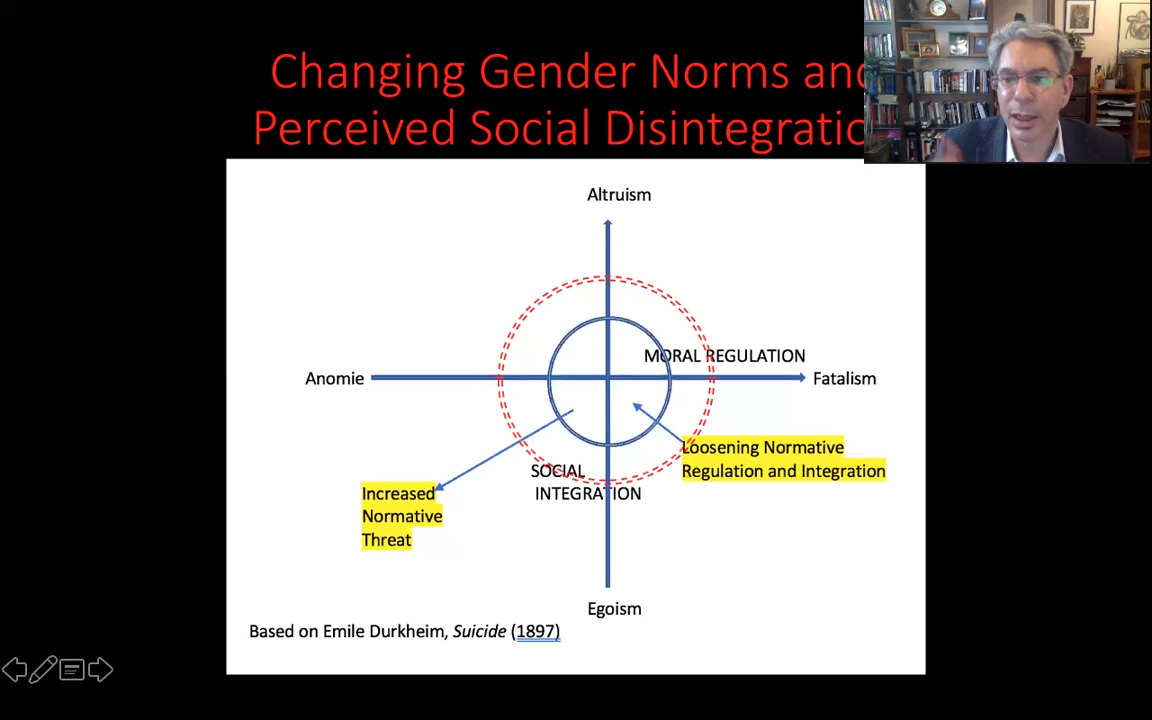 Changing Gender Norms and
Perceived Social Disintegratio
Altruism
MORAL REGULATION
Anomie
Fatalism
Loosening Normative
Regulation and Integration
SOCIAL
INTEGRATION
Increased
Normative
Threat
Egoism
Based on Emile Durkheim, Suicide (1897)